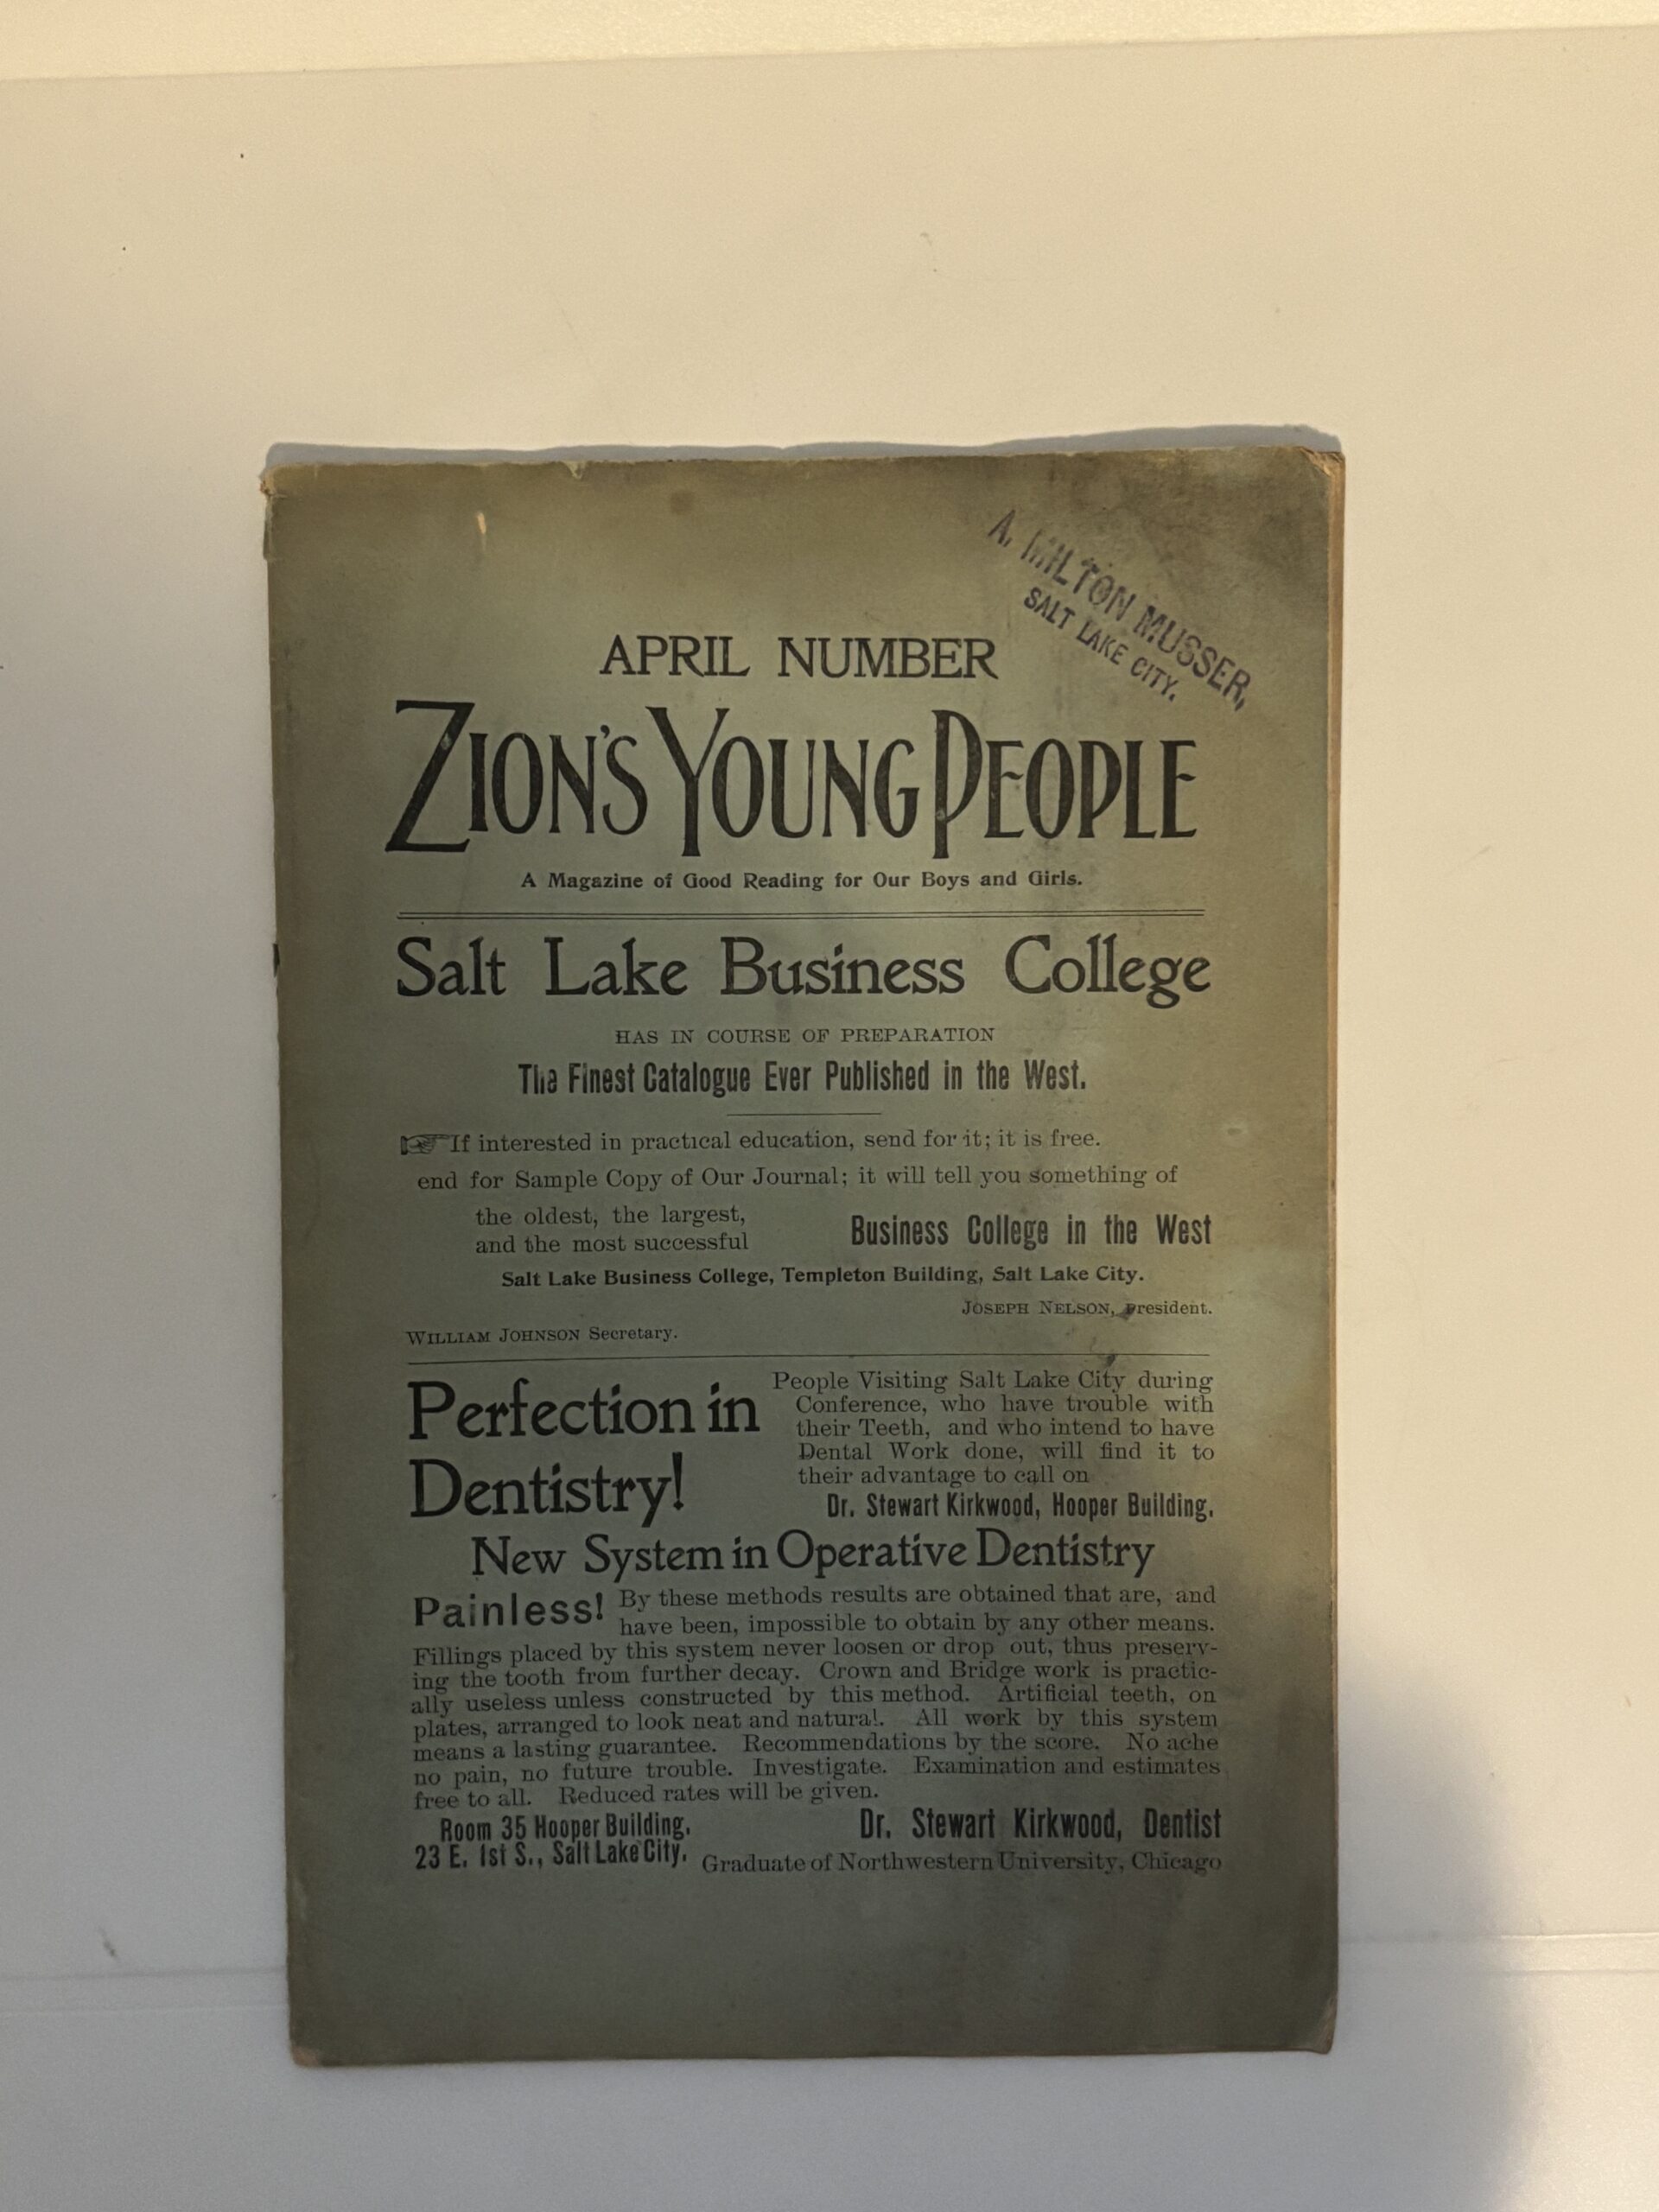 A. MILTON MUSSER,
SALT LAKE CITY.
APRIL NUMBER
ZION'S YOUNG PEOPLE
A Magazine of Good Reading for Our Boys and Girls.
Salt Lake Business College
HAS IN COURSE OF PREPARATION
The Finest Catalogue Ever Published in the West.
☞If interested in practical education, send for it; it is free.
end for Sample Copy of Our Journal; it will tell you something of
the oldest, the largest,
and the most successful
Business College in the West
Salt Lake Business College, Templeton Building, Salt Lake City.
JOSEPH NELSON, President.
WILLIAM JOHNSON Secretary.
Perfection in
Dentistry!
People Visiting Salt Lake City during
Conference, who have trouble with
their Teeth, and who intend to have
Dental Work done, will find it to
their advantage to call on
Dr. Stewart Kirkwood, Hooper Building.
New System in Operative Dentistry
Painless! By these methods results are obtained that are, and
have been, impossible to obtain by any other means.
Fillings placed by this system never loosen or drop out, thus preserv-
ing the tooth from further decay. Crown and Bridge work is practic-
ally useless unless constructed by this method. Artificial teeth, on
plates, arranged to look neat and natural. All work by this system
means a lasting guarantee. Recommendations by the score. No ache
no pain, no future trouble. Investigate. Examination and estimates
free to all. Reduced rates will be given.
Room 35 Hooper Building.
23 E. 1st S., Salt Lake City.
Dr. Stewart Kirkwood, Dentist
Graduate of Northwestern University, Chicago